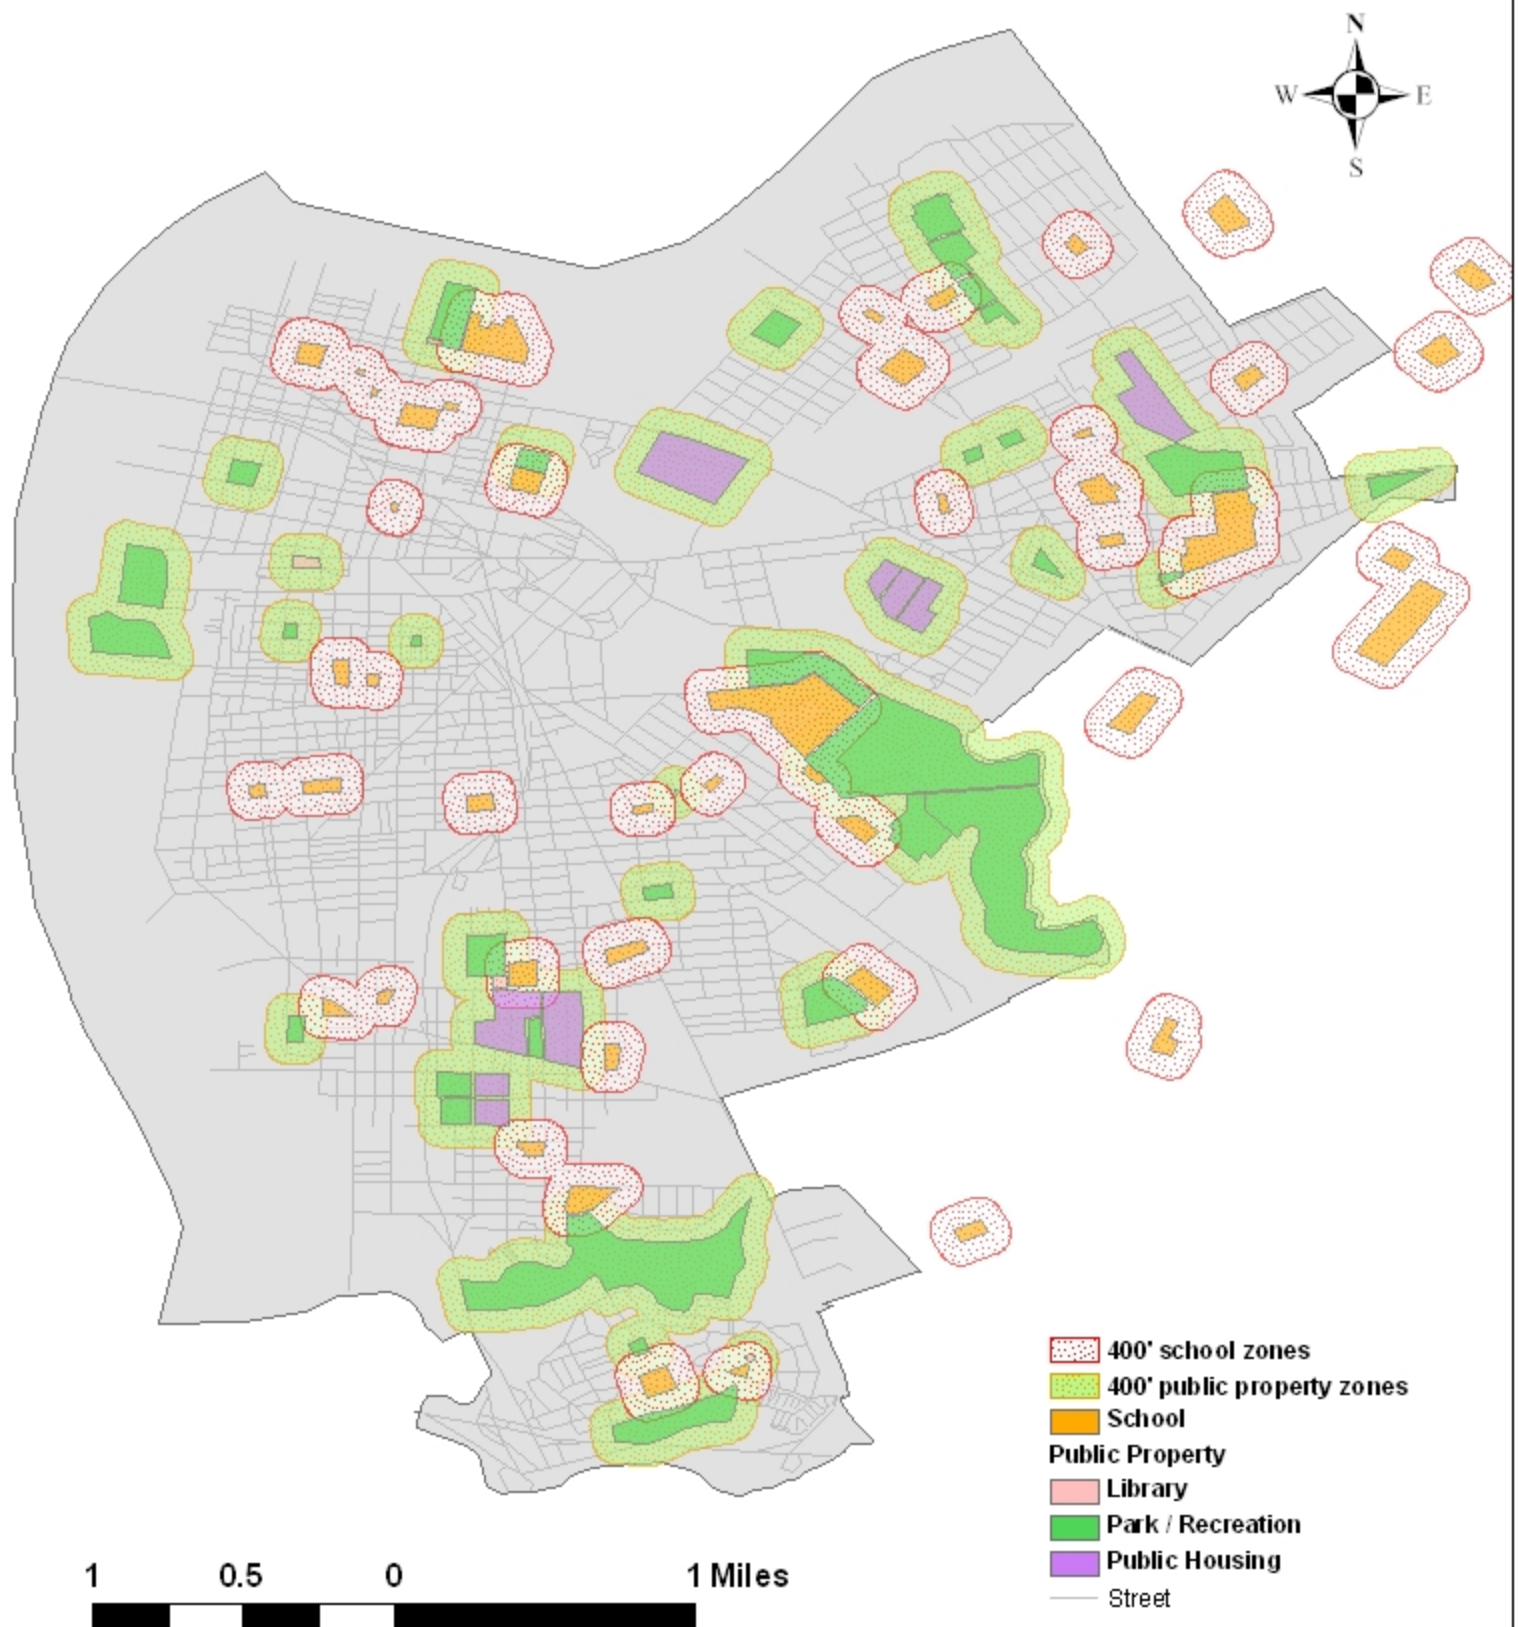 N
W E
S
400' school zones
400' public property zones
School
Public Property
Library
Park / Recreation
Public Housing
Street
1 0.5 0 1 Miles